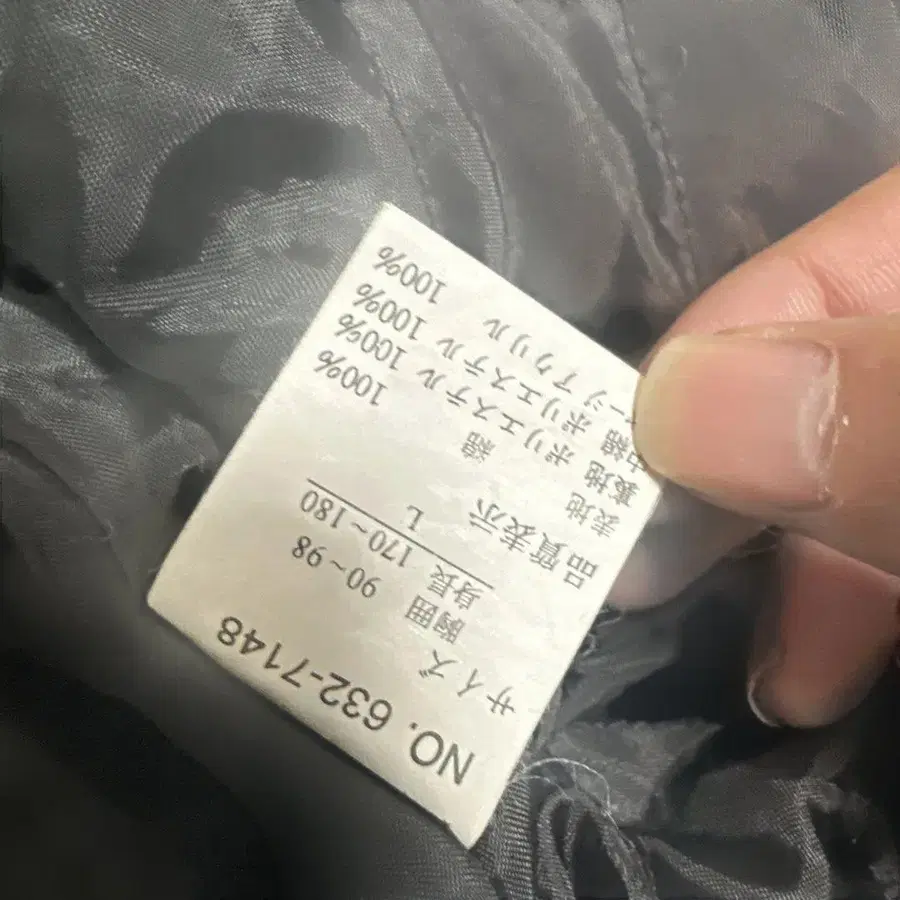 NO. 632-7148
サイズ
胸囲 90~98
身長 170~180
L
品質表示
表地 綿 100%
裏地 ポリエステル 100%
中綿 ポリエステル 100%
ージ アクリル 100%